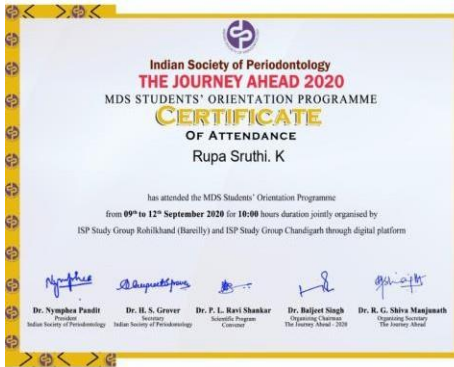 Indian Society of Periodontology
THE JOURNEY AHEAD 2020
MDS STUDENTS' ORIENTATION PROGRAMME
CERTIFICATE
OF ATTENDANCE
Rupa Sruthi. K
has attended the MDS Students' Orientation Programme
from 09th to 12th September 2020 for 10:00 hours duration jointly organised by
ISP Study Group Rohilkhand (Bareilly) and ISP Study Group Chandigarh through digital platform
Dr. Nymphea Pandit
President
Indian Society of Periodontology
Dr. H. S. Grover
Secretary
Indian Society of Periodontology
Dr. P. L. Ravi Shankar
Scientific Program
Convener
Dr. Baljeet Singh
Organizing Chairman
The Journey Ahead - 2020
Dr. R. G. Shiva Manjunath
Organizing Secretary
The Journey Ahead